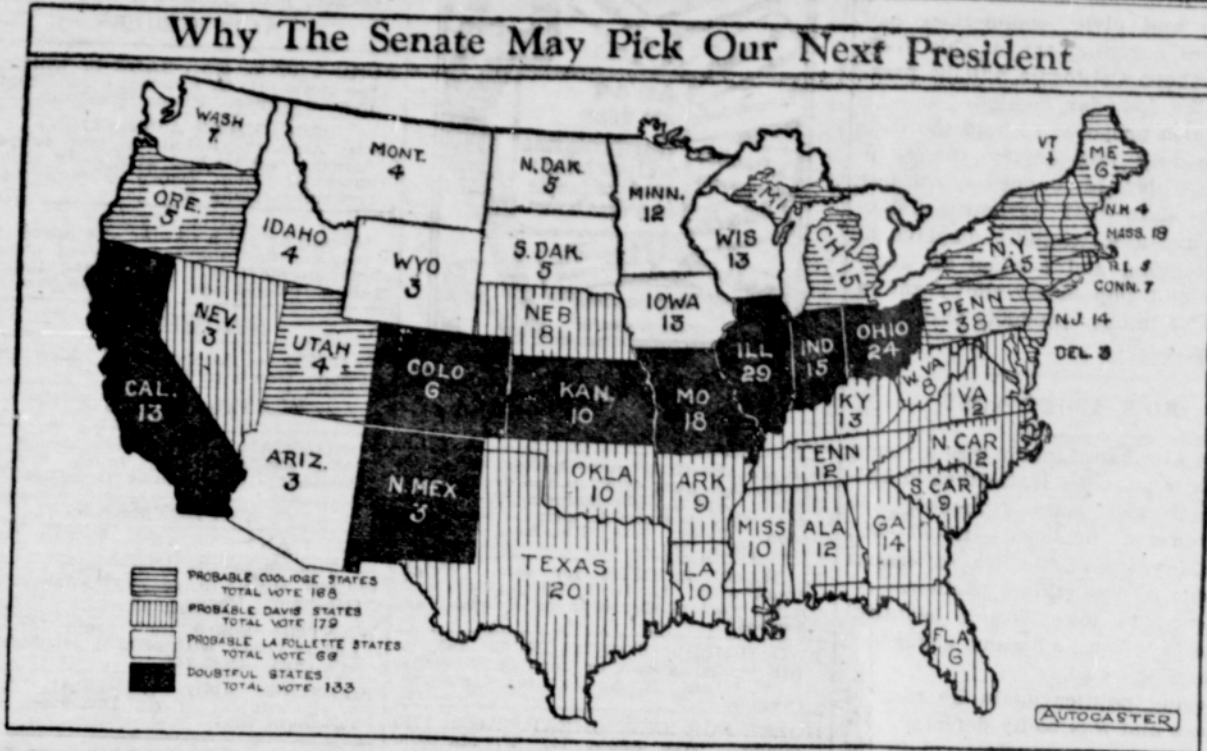 Why The Senate May Pick Our Next President
WASH
7
MONT.
4
N. DAK
5
MINN.
12
VT
4
ME
6
ORE.
5
IDAHO
4
WYO
3
S. DAK
5
WIS
13
MI
CH 15
N.Y.
45
N.H 4
MASS. 18
CONN. 7
NEV.
3
UTAH
4
NEB
8
IOWA
13
PENN
38
N.J. 14
DEL. 3
CAL.
13
COLO
6
KAN.
10
MO
18
ILL
29
IND
15
OHIO
24
W. VA
8
VA
12
KY
13
ARIZ.
3
N. MEX
3
OKLA
10
ARK
9
TENN
12
N. CAR
12
S. CAR
9
TEXAS
20
LA
10
MISS
10
ALA
12
GA
14
FLA
6
PROBABLE COOLIDGE STATES
TOTAL VOTE 168
PROBABLE DAVIS STATES
TOTAL VOTE 179
PROBABLE LA FOLLETTE STATES
TOTAL VOTE 66
DOUBTFUL STATES
TOTAL VOTE 133
AUTOCASTER